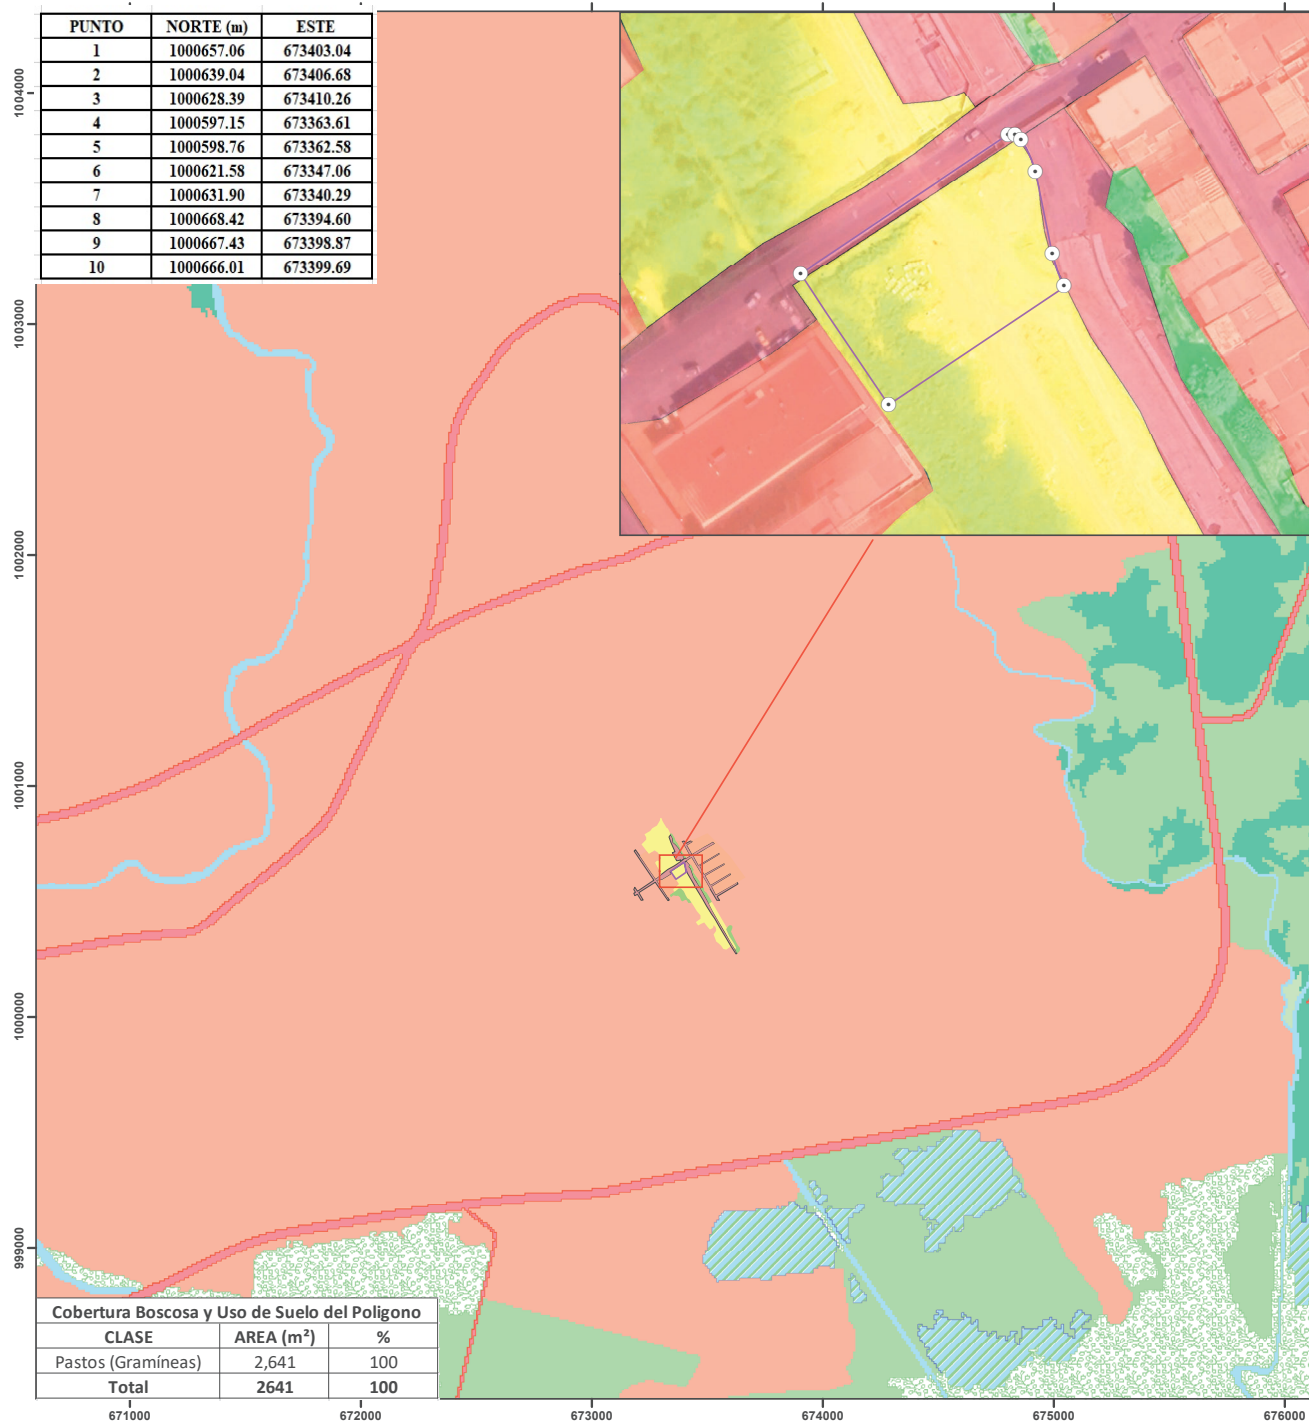 PUNTO NORTE (m) ESTE
1 1000657.06 673403.04
2 1000639.04 673406.68
3 1000628.39 673410.26
4 1000597.15 673363.61
5 1000598.76 673362.58
6 1000621.58 673347.06
7 1000631.90 673340.29
8 1000668.42 673394.60
9 1000667.43 673398.87
10 1000666.01 673399.69
1004000
1003000
1002000
1001000
1000000
999000
Cobertura Boscosa y Uso de Suelo del Poligono
CLASE AREA (m²) %
Pastos (Gramíneas) 2,641 100
Total 2641 100
671000 672000 673000 674000 675000 676000